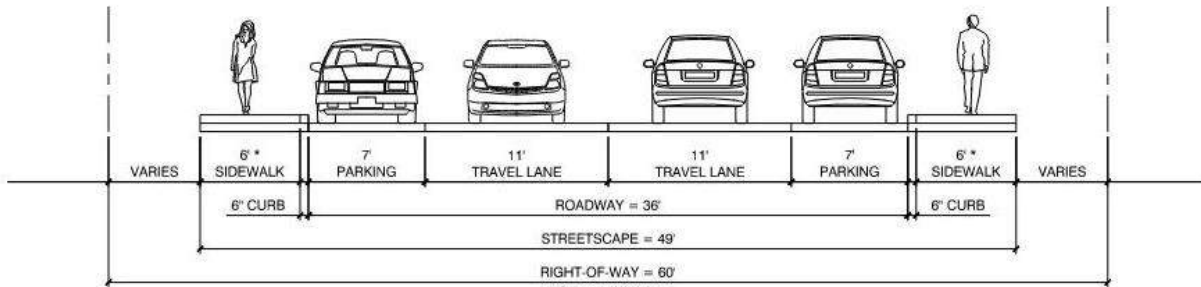 6' *
7'
11'
11'
7'
6' *
VARIES
SIDEWALK
PARKING
TRAVEL LANE
TRAVEL LANE
PARKING
SIDEWALK
VARIES
6" CURB
ROADWAY = 36'
6" CURB
STREETSCAPE = 49'
RIGHT-OF-WAY = 60'